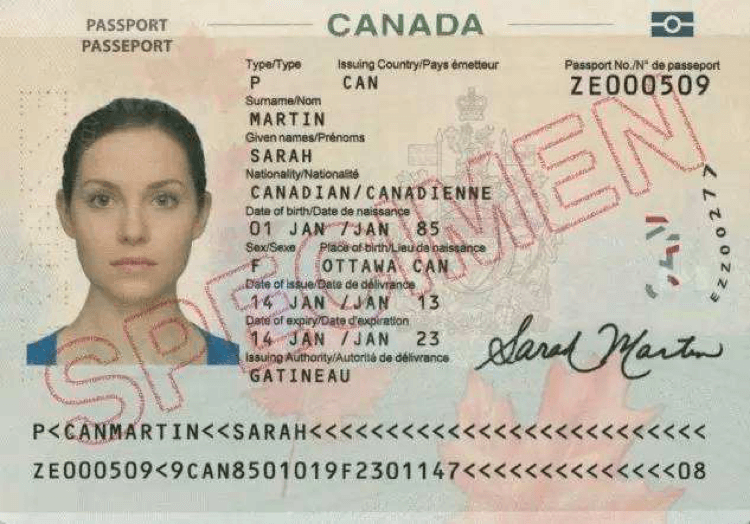 PASSPORT
PASSEPORT
CANADA
Type/Type Issuing Country/Pays émetteur Passport No./N° de passeport
P CAN ZE000509
Surname/Nom
MARTIN
Given names/Prénoms
SARAH
Nationality/Nationalité
CANADIAN/CANADIENNE
Date of birth/Date de naissance
01 JAN /JAN 85
Sex/Sexe Place of birth/Lieu de naissance
F OTTAWA CAN
Date of issue/Date de délivrance
14 JAN /JAN 13
Date of expiry/Date d'expiration
14 JAN /JAN 23
Issuing Authority/Autorité de délivrance
GATINEAU
SPECIMEN
CAN
EZZ00277
Sarah Martin
P<CANMARTIN<<SARAH<<<<<<<<<<<<<<<<<<<<<<<<<<
ZE000509<9CAN8501019F2301147<<<<<<<<<<<<<<08